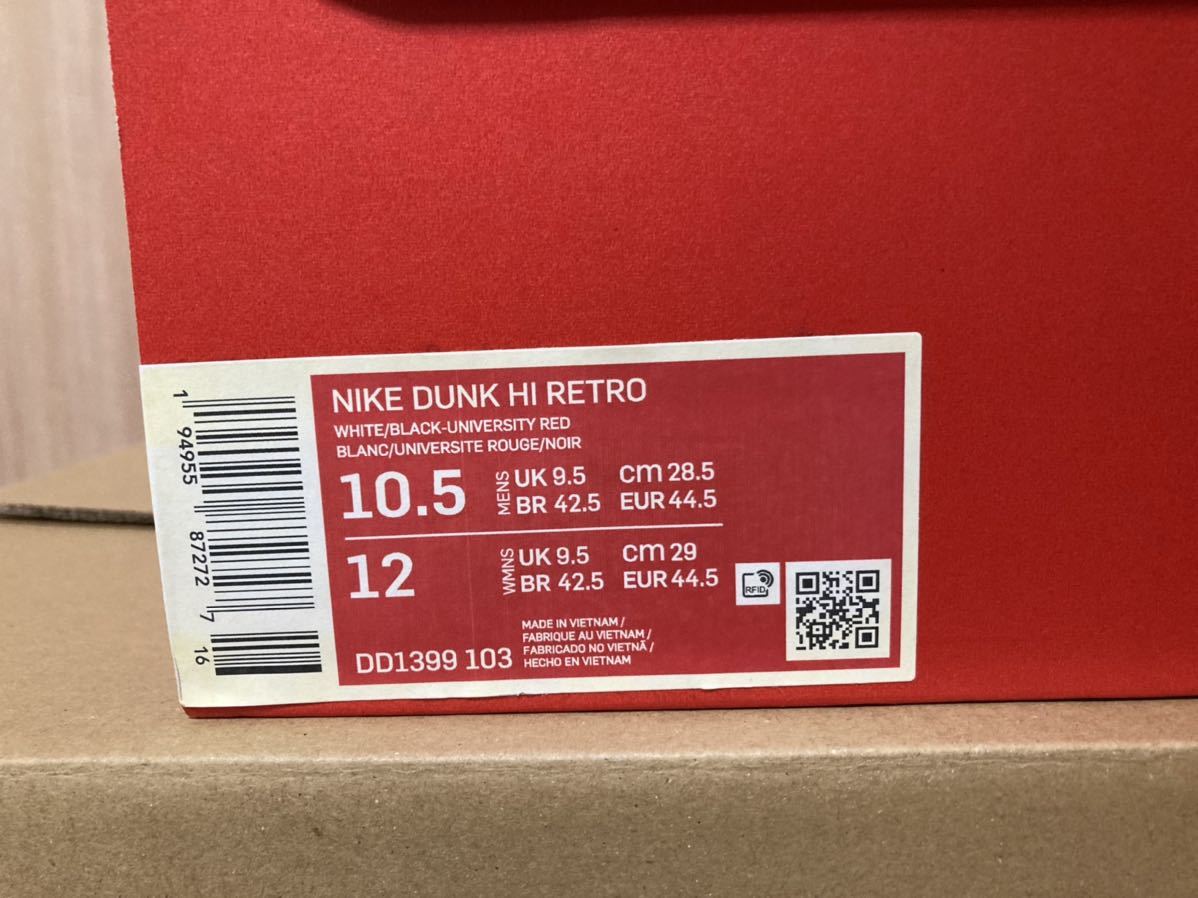 NIKE DUNK HI RETRO
WHITE/BLACK-UNIVERSITY RED
BLANC/UNIVERSITE ROUGE/NOIR
10.5 MENS UK 9.5 cm 28.5
BR 42.5 EUR 44.5
12 WMNS UK 9.5 cm 29
BR 42.5 EUR 44.5
RFID
MADE IN VIETNAM /
FABRIQUE AU VIETNAM /
FABRICADO NO VIETNÃ /
HECHO EN VIETNAM
DD1399 103
1 94955 87272 7
16